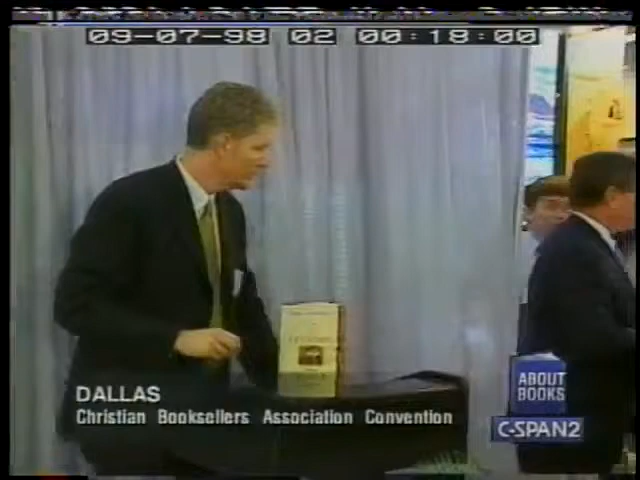 09-07-98 02 00:18:00
DALLAS
Christian Booksellers Association Convention
ABOUT
BOOKS
C-SPAN2